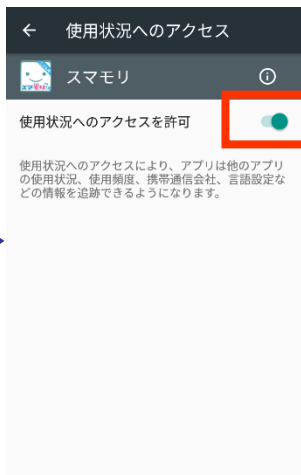 使用状況へのアクセス
スマモリ
使用状況へのアクセスを許可
使用状況へのアクセスにより、アプリは他のアプリ
の使用状況、使用頻度、携帯通信会社、言語設定な
どの情報を追跡できるようになります。